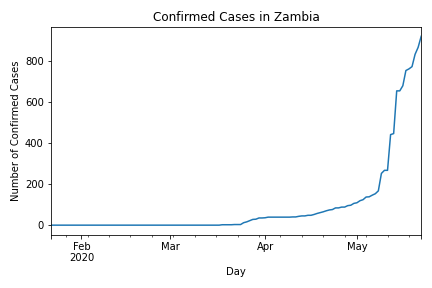 Confirmed Cases in Zambia
Number of Confirmed Cases
800
600
400
200
0
Feb Mar Apr May
2020
Day